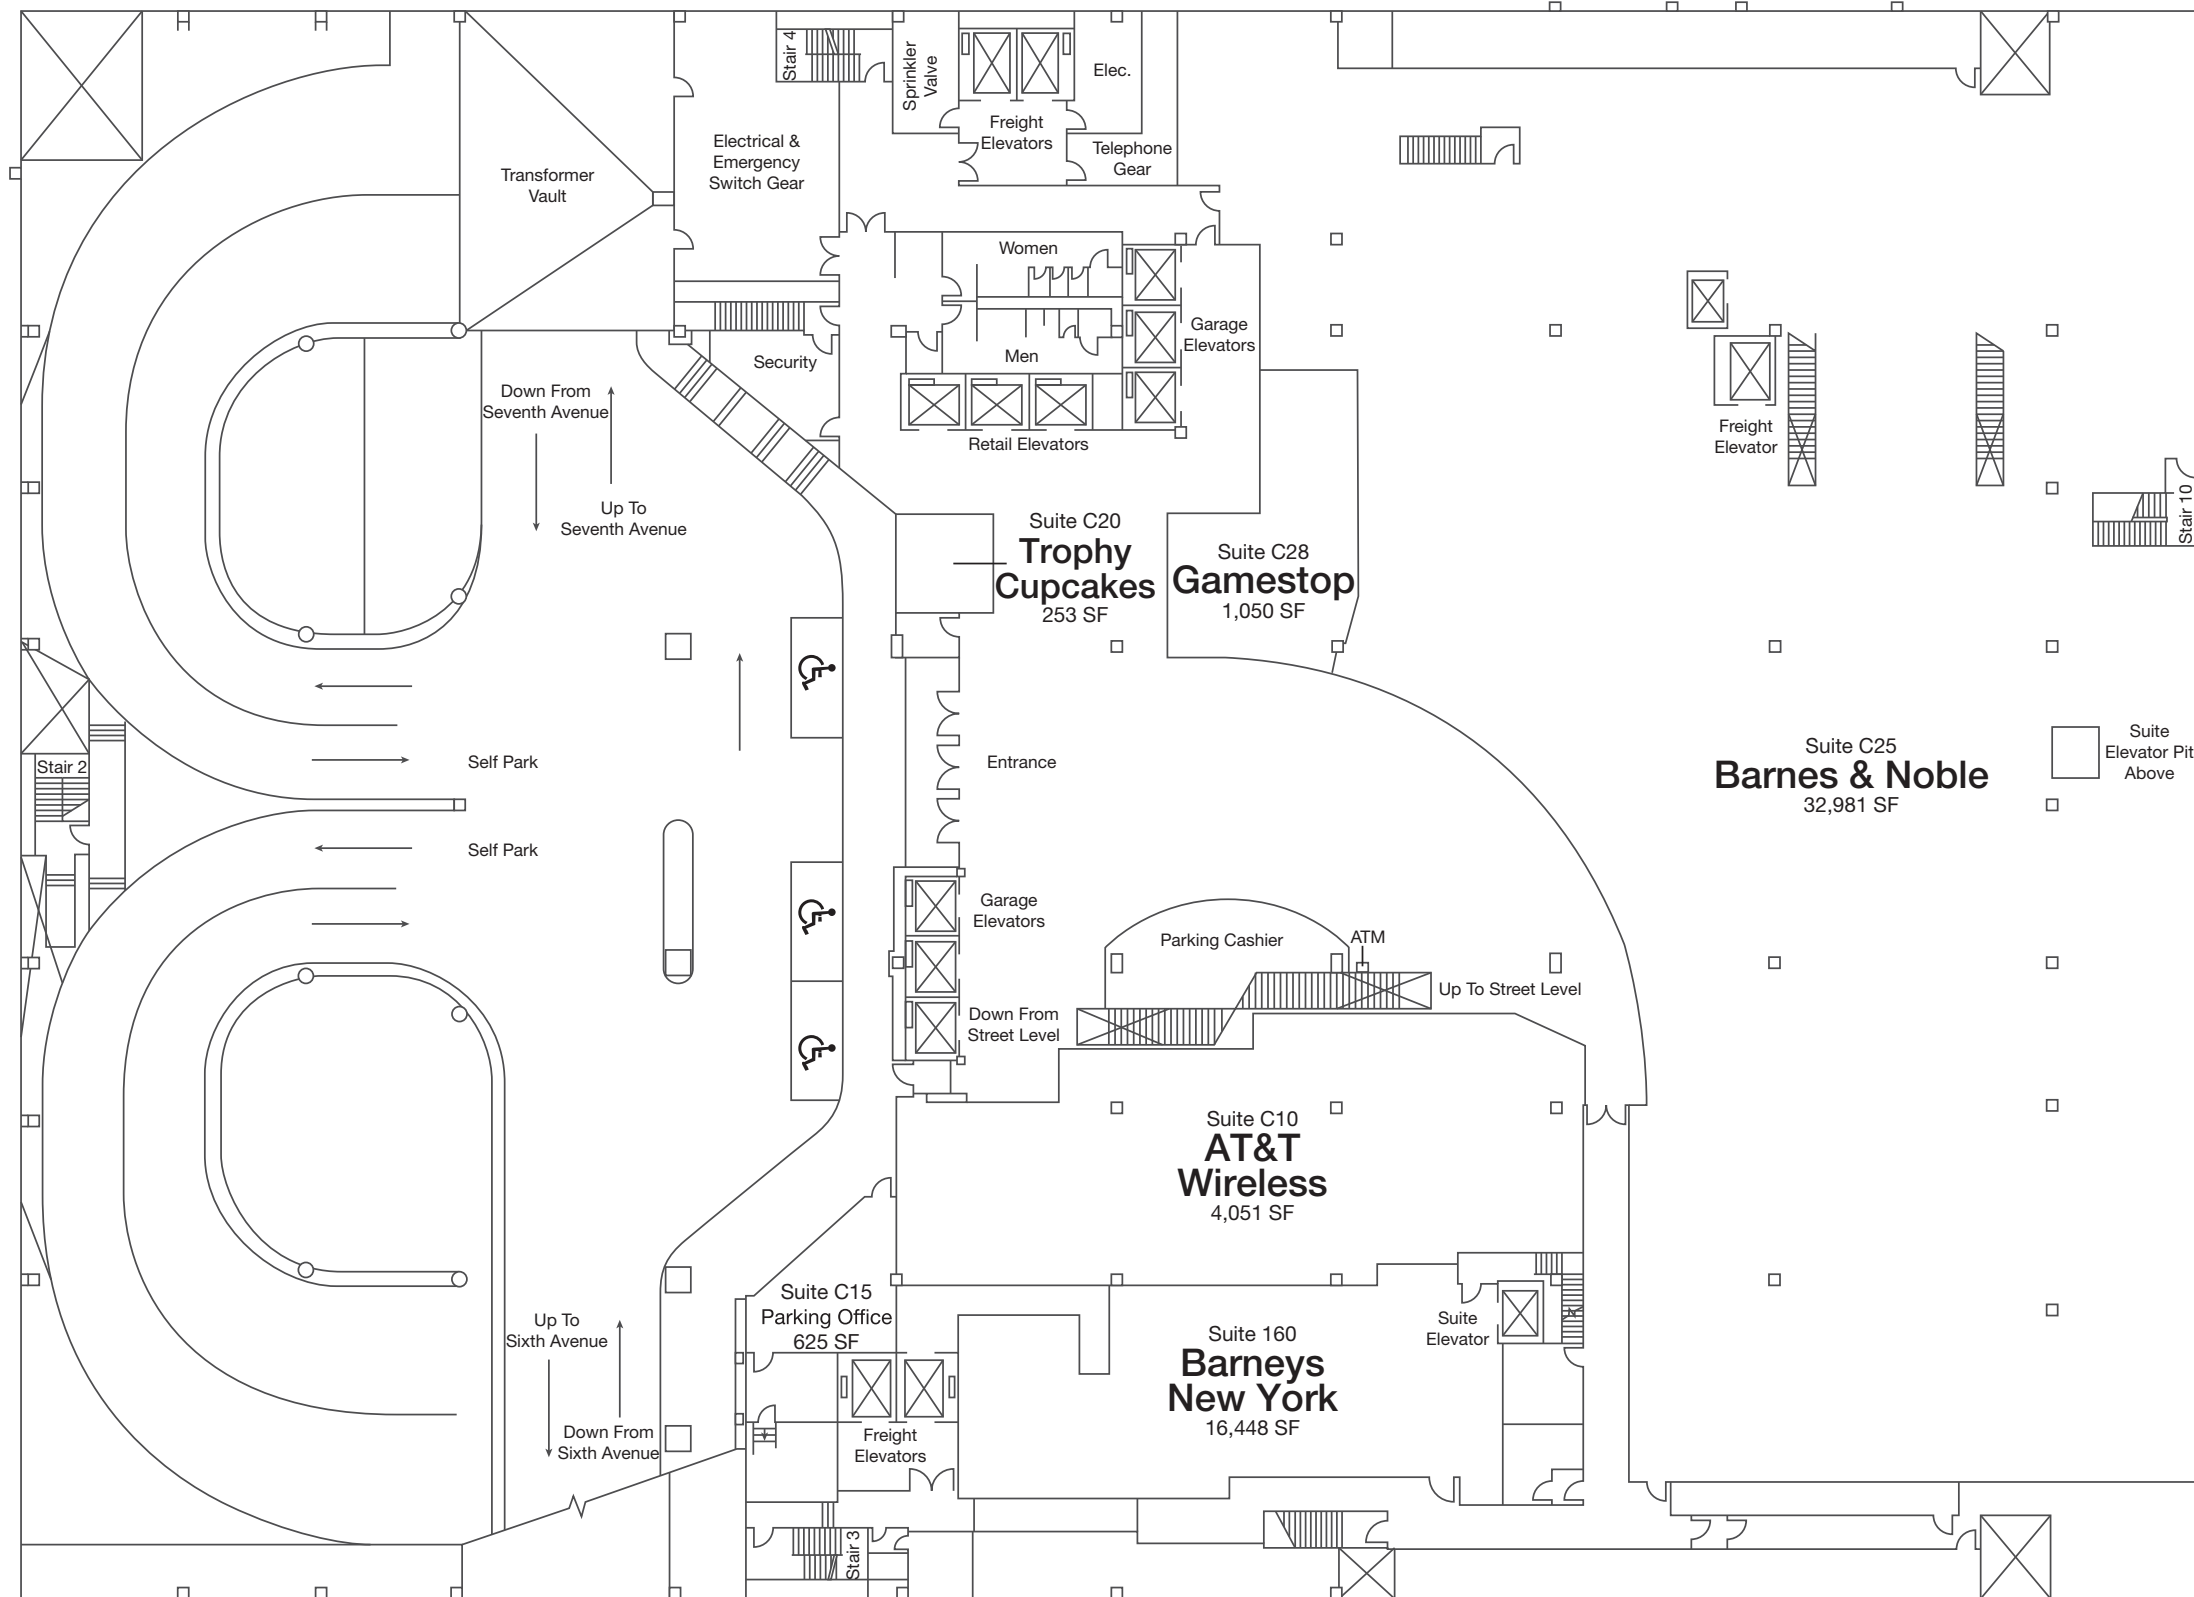 Stair 4
Sprinkler
Valve
Elec.
Freight
Elevators
Telephone
Gear
Electrical &
Emergency
Switch Gear
Transformer
Vault
Women
Men
Garage
Elevators
Security
Retail Elevators
Down From
Seventh Avenue
Up To
Seventh Avenue
Freight
Elevator
Stair 10
Suite C20
Trophy
Cupcakes
253 SF
Suite C28
Gamestop
1,050 SF
Suite C25
Barnes & Noble
32,981 SF
Suite
Elevator Pit
Above
Stair 2
Self Park
Self Park
Entrance
Garage
Elevators
Parking Cashier
ATM
Up To Street Level
Down From
Street Level
Suite C10
AT&T
Wireless
4,051 SF
Suite C15
Parking Office
625 SF
Up To
Sixth Avenue
Down From
Sixth Avenue
Freight
Elevators
Suite
Elevator
Suite 160
Barneys
New York
16,448 SF
Stair 3